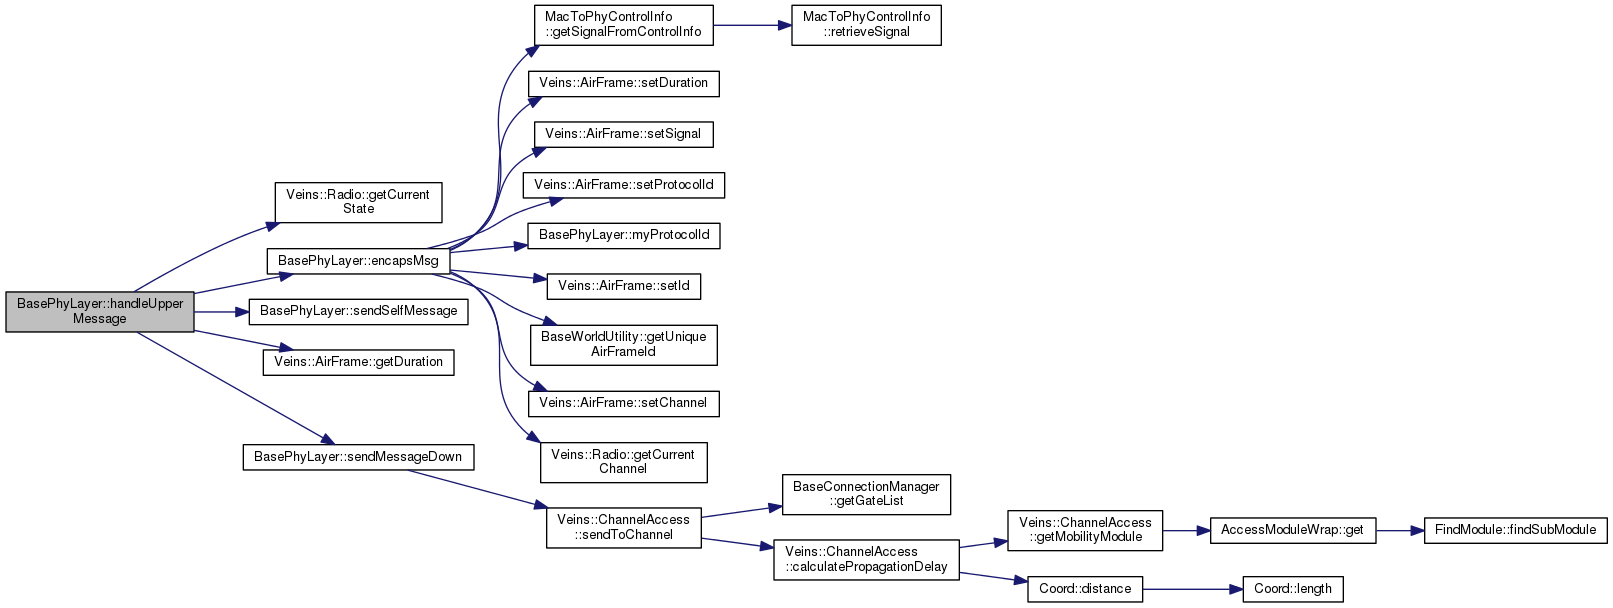 MacToPhyControlInfo
::getSignalFromControlInfo
MacToPhyControlInfo
::retrieveSignal
Veins::AirFrame::setDuration
Veins::AirFrame::setSignal
Veins::AirFrame::setProtocolId
Veins::Radio::getCurrent
State
BasePhyLayer::myProtocolId
BasePhyLayer::encapsMsg
Veins::AirFrame::setId
BasePhyLayer::handleUpper
Message
BasePhyLayer::sendSelfMessage
BaseWorldUtility::getUnique
AirFrameId
Veins::AirFrame::getDuration
Veins::AirFrame::setChannel
BasePhyLayer::sendMessageDown
Veins::Radio::getCurrent
Channel
BaseConnectionManager
::getGateList
Veins::ChannelAccess
::sendToChannel
Veins::ChannelAccess
::calculatePropagationDelay
Veins::ChannelAccess
::getMobilityModule
AccessModuleWrap::get
FindModule::findSubModule
Coord::distance
Coord::length